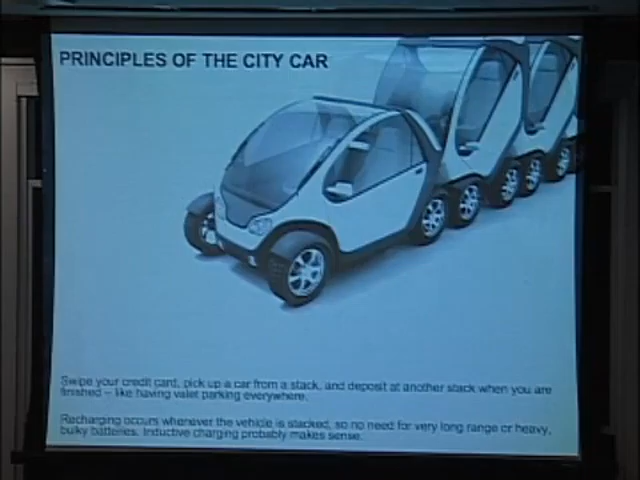 PRINCIPLES OF THE CITY CAR
Swipe your credit card, pick up a car from a stack, and deposit at another stack when you are
finished – like having valet parking everywhere.
Recharging occurs whenever the vehicle is stacked, so no need for very long range or heavy,
bulky batteries. Inductive charging probably makes sense.